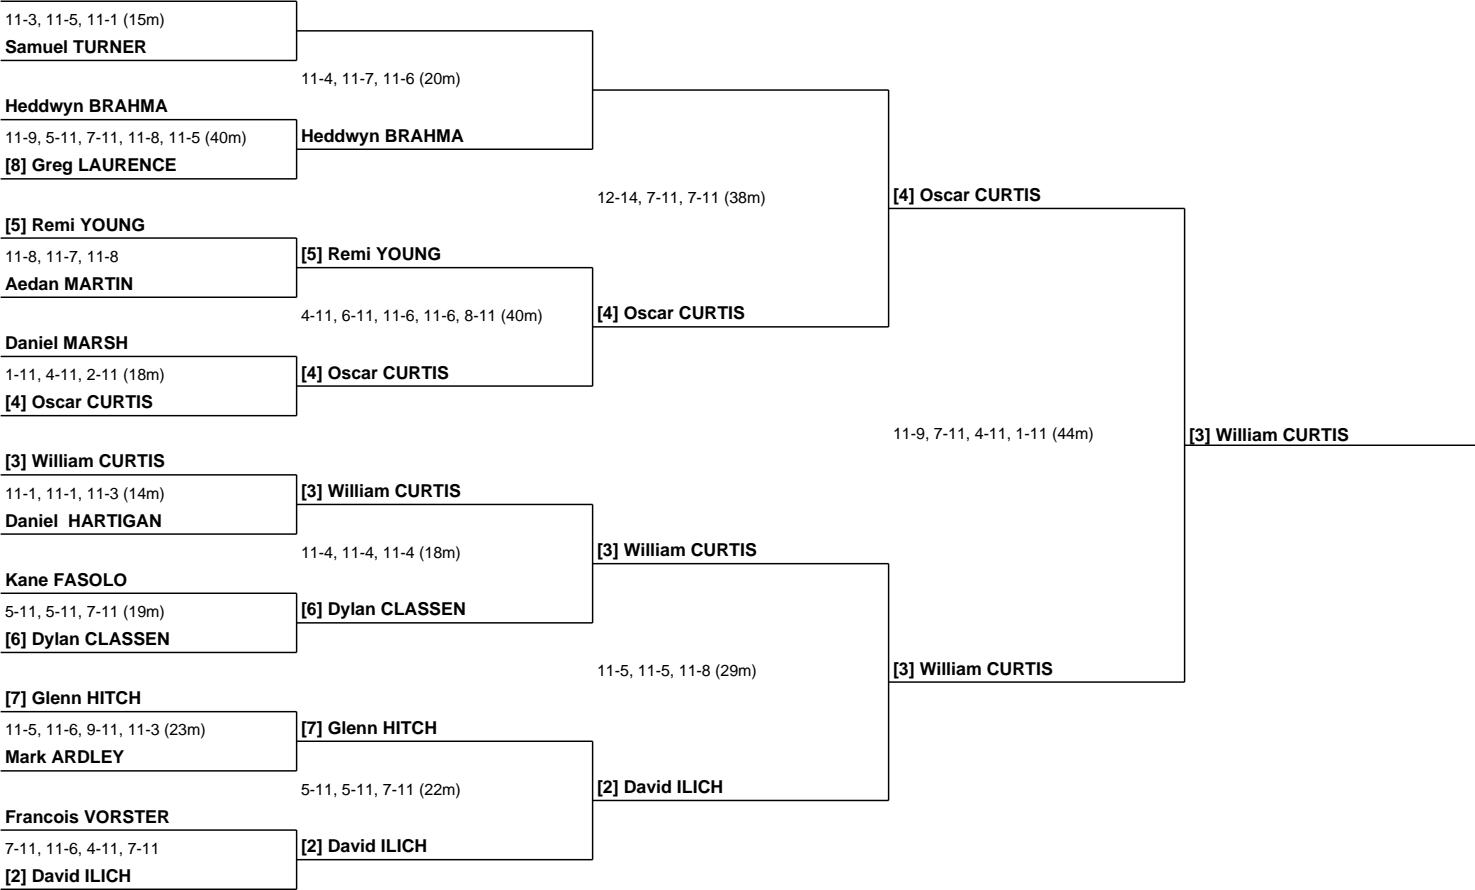 11-3, 11-5, 11-1 (15m)
Samuel TURNER
11-4, 11-7, 11-6 (20m)
Heddwyn BRAHMA
11-9, 5-11, 7-11, 11-8, 11-5 (40m)
Heddwyn BRAHMA
[8] Greg LAURENCE
12-14, 7-11, 7-11 (38m)
[4] Oscar CURTIS
[5] Remi YOUNG
11-8, 11-7, 11-8
[5] Remi YOUNG
Aedan MARTIN
4-11, 6-11, 11-6, 11-6, 8-11 (40m)
[4] Oscar CURTIS
Daniel MARSH
1-11, 4-11, 2-11 (18m)
[4] Oscar CURTIS
[4] Oscar CURTIS
11-9, 7-11, 4-11, 1-11 (44m)
[3] William CURTIS
[3] William CURTIS
11-1, 11-1, 11-3 (14m)
[3] William CURTIS
Daniel  HARTIGAN
11-4, 11-4, 11-4 (18m)
[3] William CURTIS
Kane FASOLO
5-11, 5-11, 7-11 (19m)
[6] Dylan CLASSEN
[6] Dylan CLASSEN
11-5, 11-5, 11-8 (29m)
[3] William CURTIS
[7] Glenn HITCH
11-5, 11-6, 9-11, 11-3 (23m)
[7] Glenn HITCH
Mark ARDLEY
5-11, 5-11, 7-11 (22m)
[2] David ILICH
Francois VORSTER
7-11, 11-6, 4-11, 7-11
[2] David ILICH
[2] David ILICH